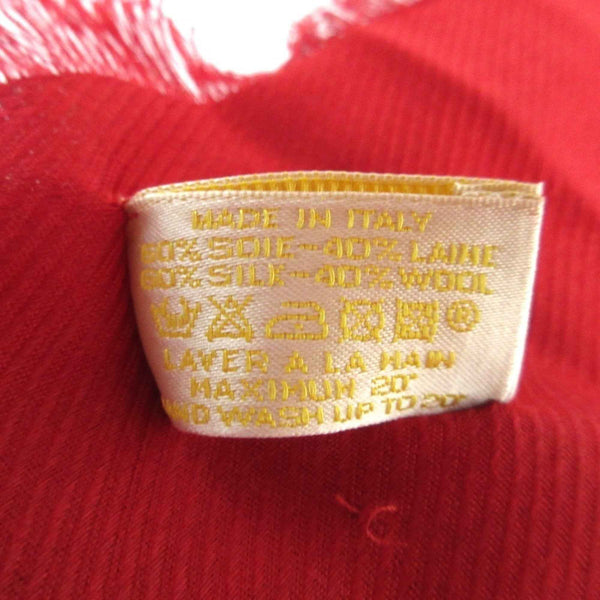 MADE IN ITALY
60% SOIE-40% LAINE
60% SILK-40% WOOL
LAVER A LA MAIN
MAXIMUM 20°
HAND WASH UP TO 20°